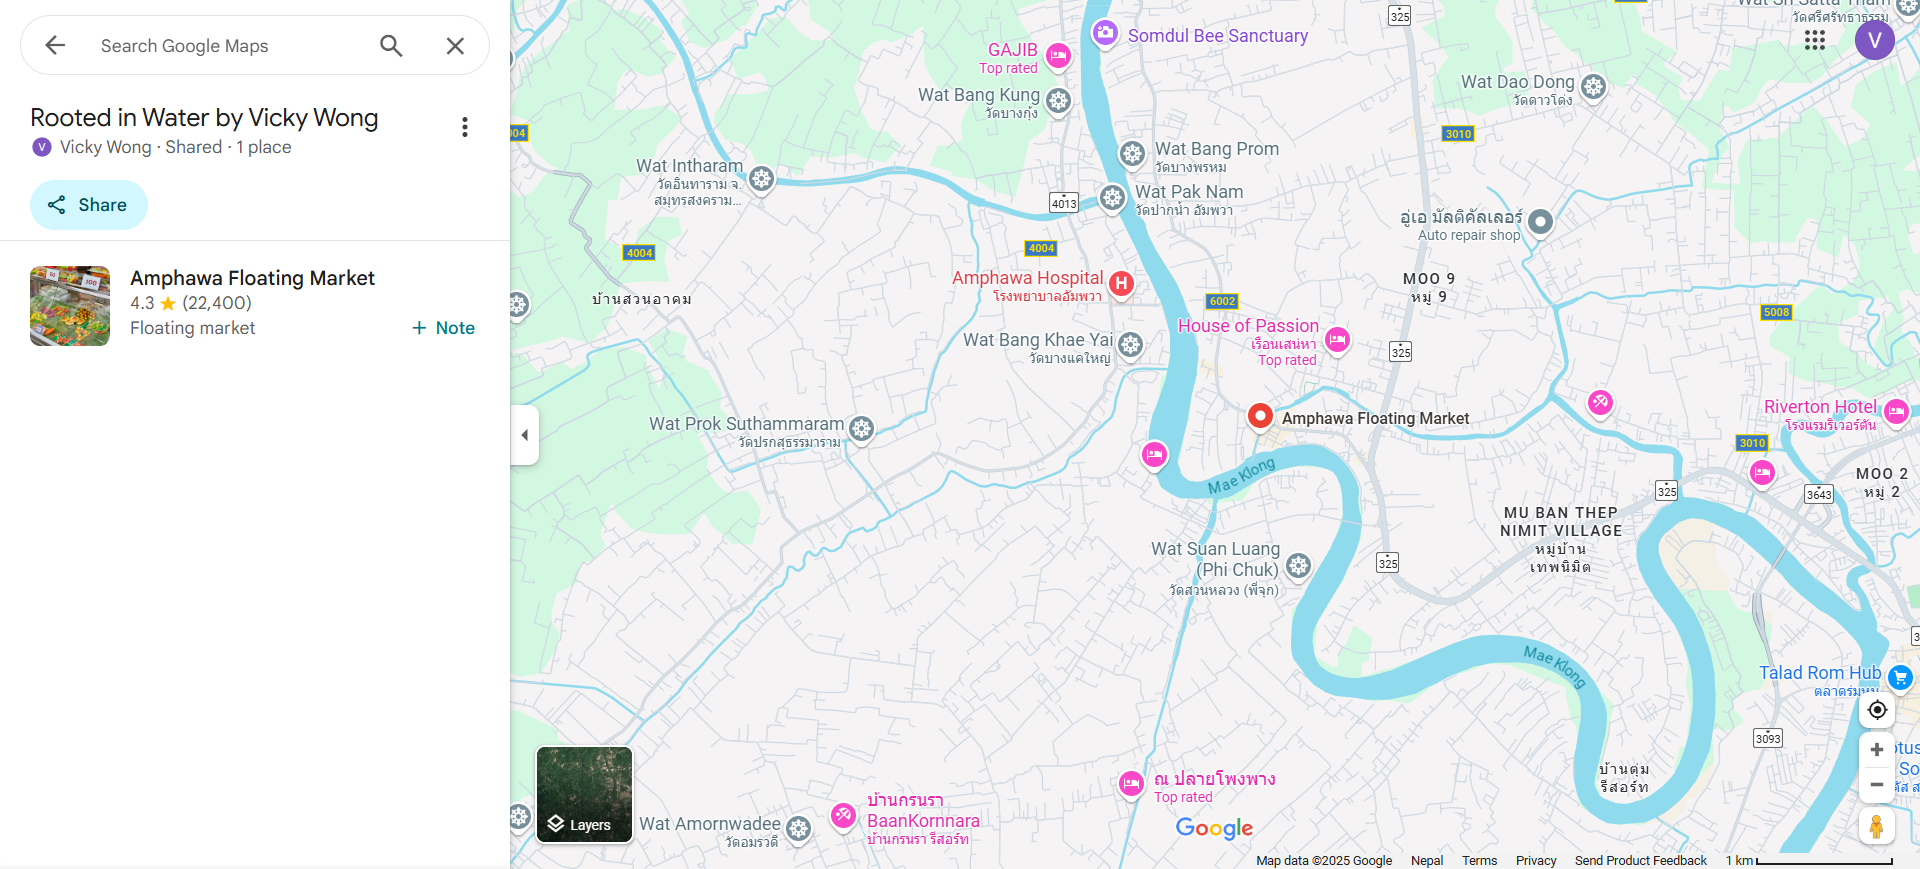 Search Google Maps
Rooted in Water by Vicky Wong
V Vicky Wong · Shared · 1 place
Share
Amphawa Floating Market
4.3 (22,400)
Floating market
+ Note
Somdul Bee Sanctuary
GAJIB
Top rated
Wat Bang Kung
วัดบางกุ้ง
325
วัดศรีศรัทธาธรรม
V
Wat Dao Dong
วัดดาวโด่ง
3010
Wat Bang Prom
วัดบางพรหม
Wat Intharam
วัดอินทาราม จ.
สมุทรสงคราม...
4013
Wat Pak Nam
วัดปากน้ำ อัมพวา
อู่เอ มัลติคัลเลอร์
Auto repair shop
4004
4004
Amphawa Hospital
โรงพยาบาลอัมพวา
MOO 9
หมู่ 9
บ้านสวนอาคม
6002
5008
House of Passion
เรือนเสน่หา
Top rated
Wat Bang Khae Yai
วัดบางแคใหญ่
325
Amphawa Floating Market
Riverton Hotel
โรงแรมริเวอร์ตัน
Wat Prok Suthammaram
วัดปรกสุธรรมาราม
3010
MOO 2
หมู่ 2
Mae Klong
325
3643
MU BAN THEP
NIMIT VILLAGE
หมู่บ้าน
เทพนิมิต
Wat Suan Luang
(Phi Chuk)
วัดสวนหลวง (พี่จุก)
325
Mae Klong
Talad Rom Hub
ตลาดร่มหุบ
3093
บ้านตุม
รีสอร์ท
ณ ปลายโพงพาง
Top rated
บ้านกรนรา
BaanKornnara
บ้านกรนรา รีสอร์ท
Wat Amornwadee
วัดอมรวดี
Layers
Google
Map data ©2025 Google Nepal Terms Privacy Send Product Feedback 1 km